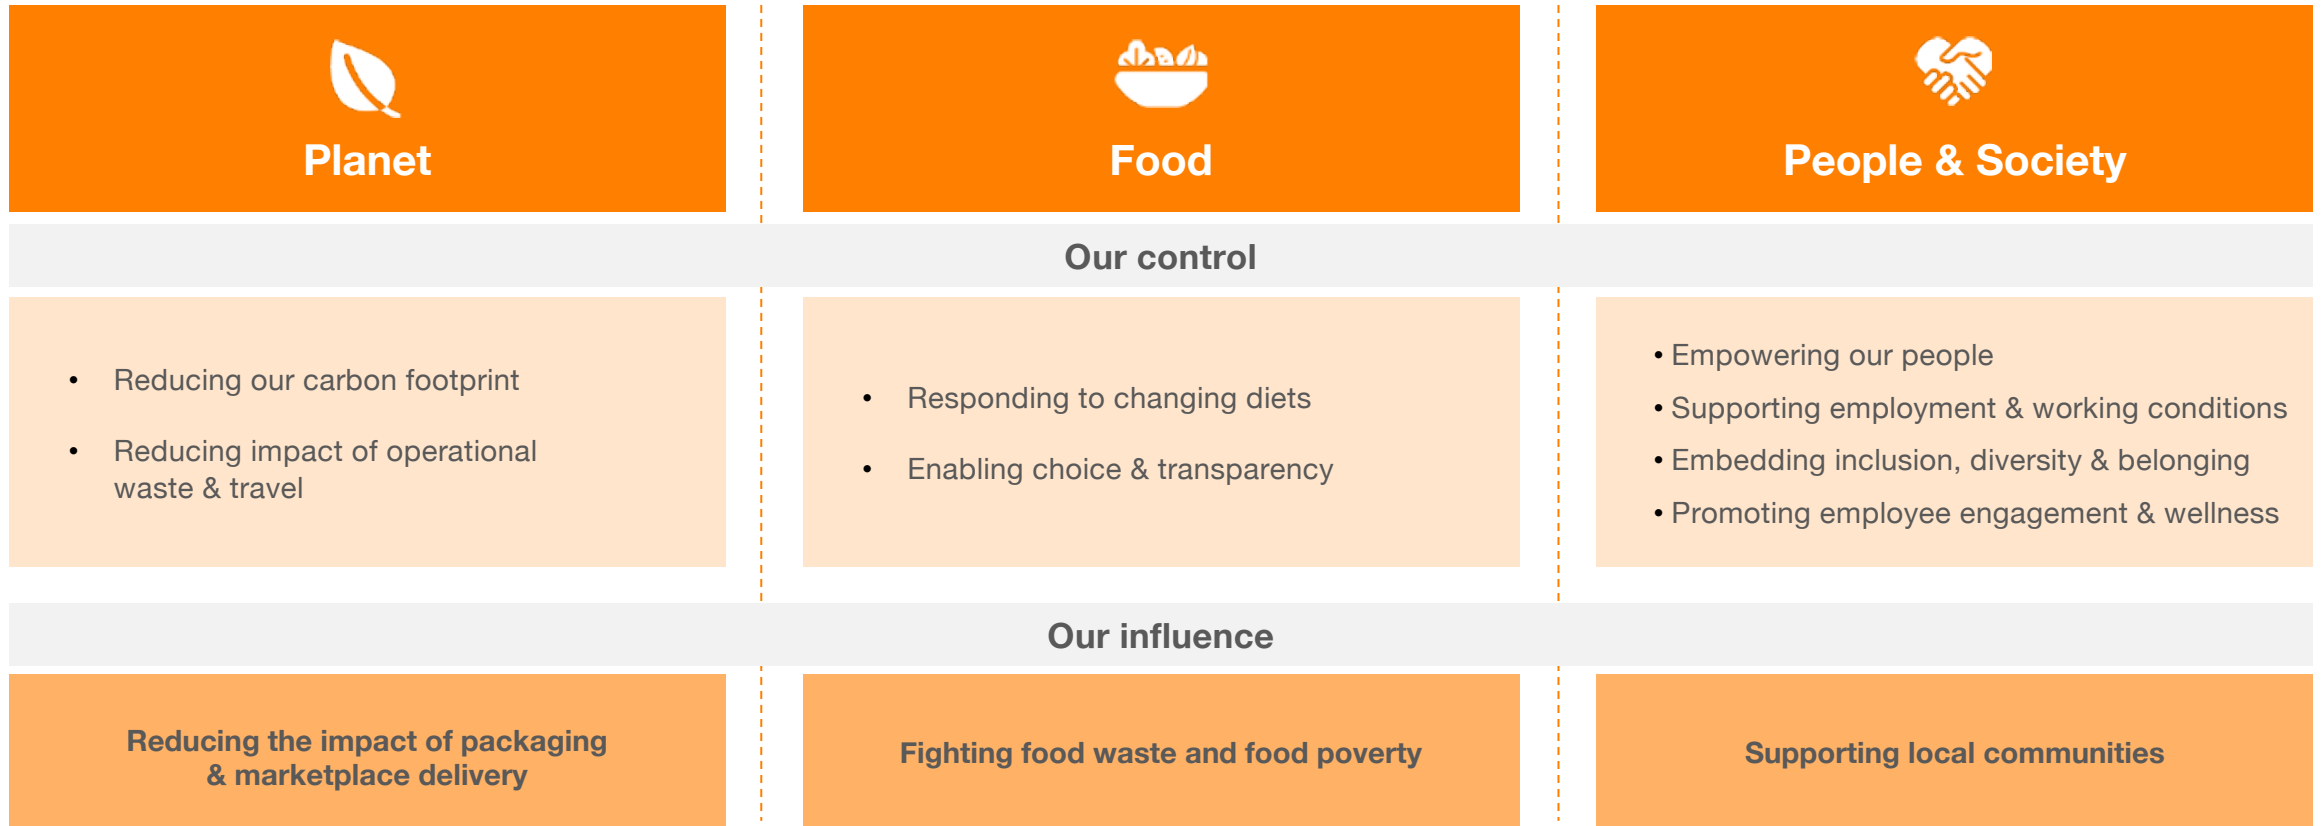 Planet
Food
People & Society
Our control
• Reducing our carbon footprint
• Reducing impact of operational
waste & travel
• Responding to changing diets
• Enabling choice & transparency
• Empowering our people
• Supporting employment & working conditions
• Embedding inclusion, diversity & belonging
• Promoting employee engagement & wellness
Our influence
Reducing the impact of packaging
& marketplace delivery
Fighting food waste and food poverty
Supporting local communities